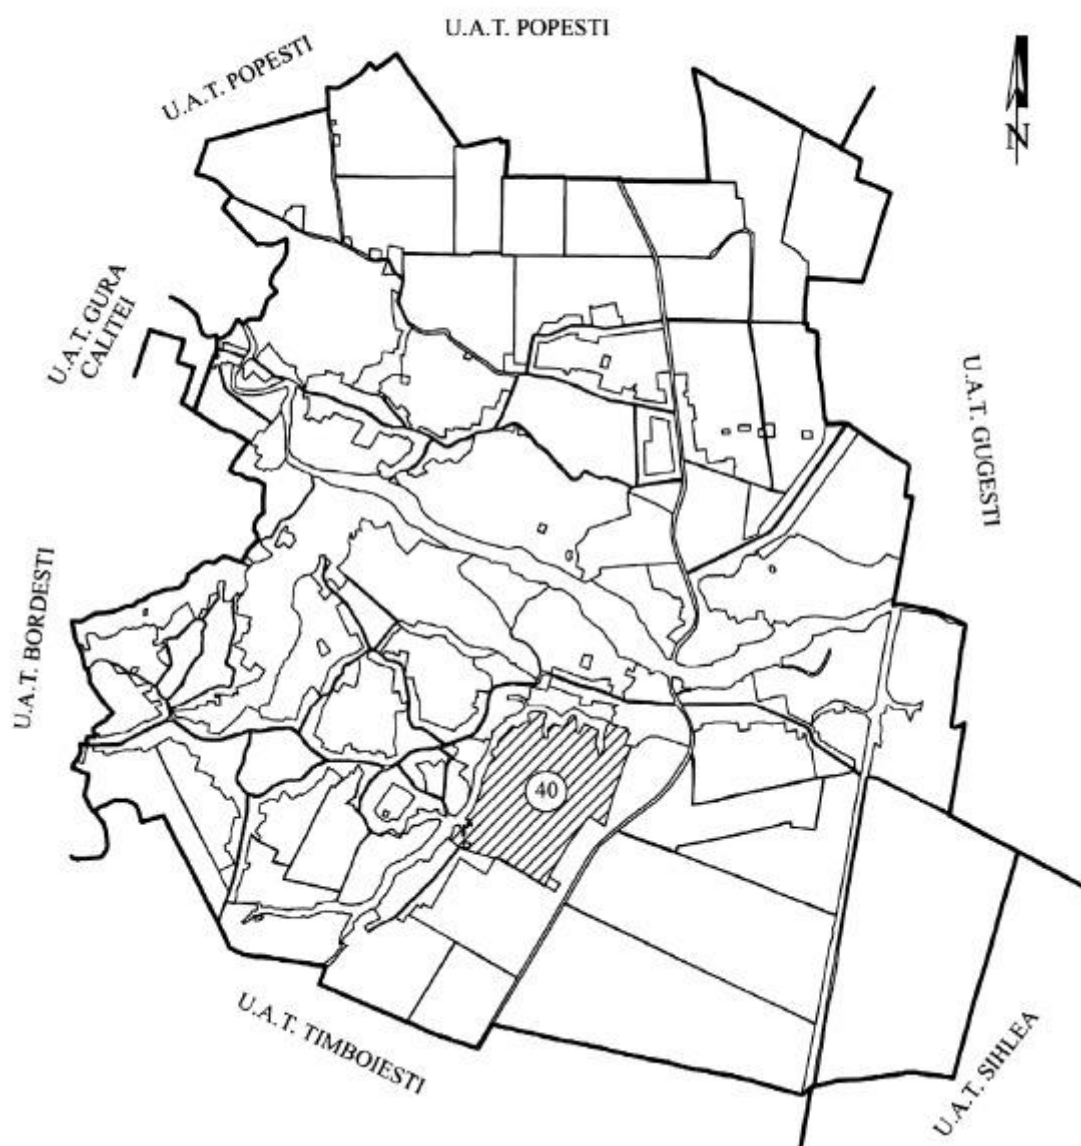 U.A.T. POPESTI
U.A.T. POPESTI
N
U.A.T. GURA
CALITEI
U.A.T. GUGESTI
U.A.T. BORDESTI
40
U.A.T. TIMBOIESTI
U.A.T. SIHLEA